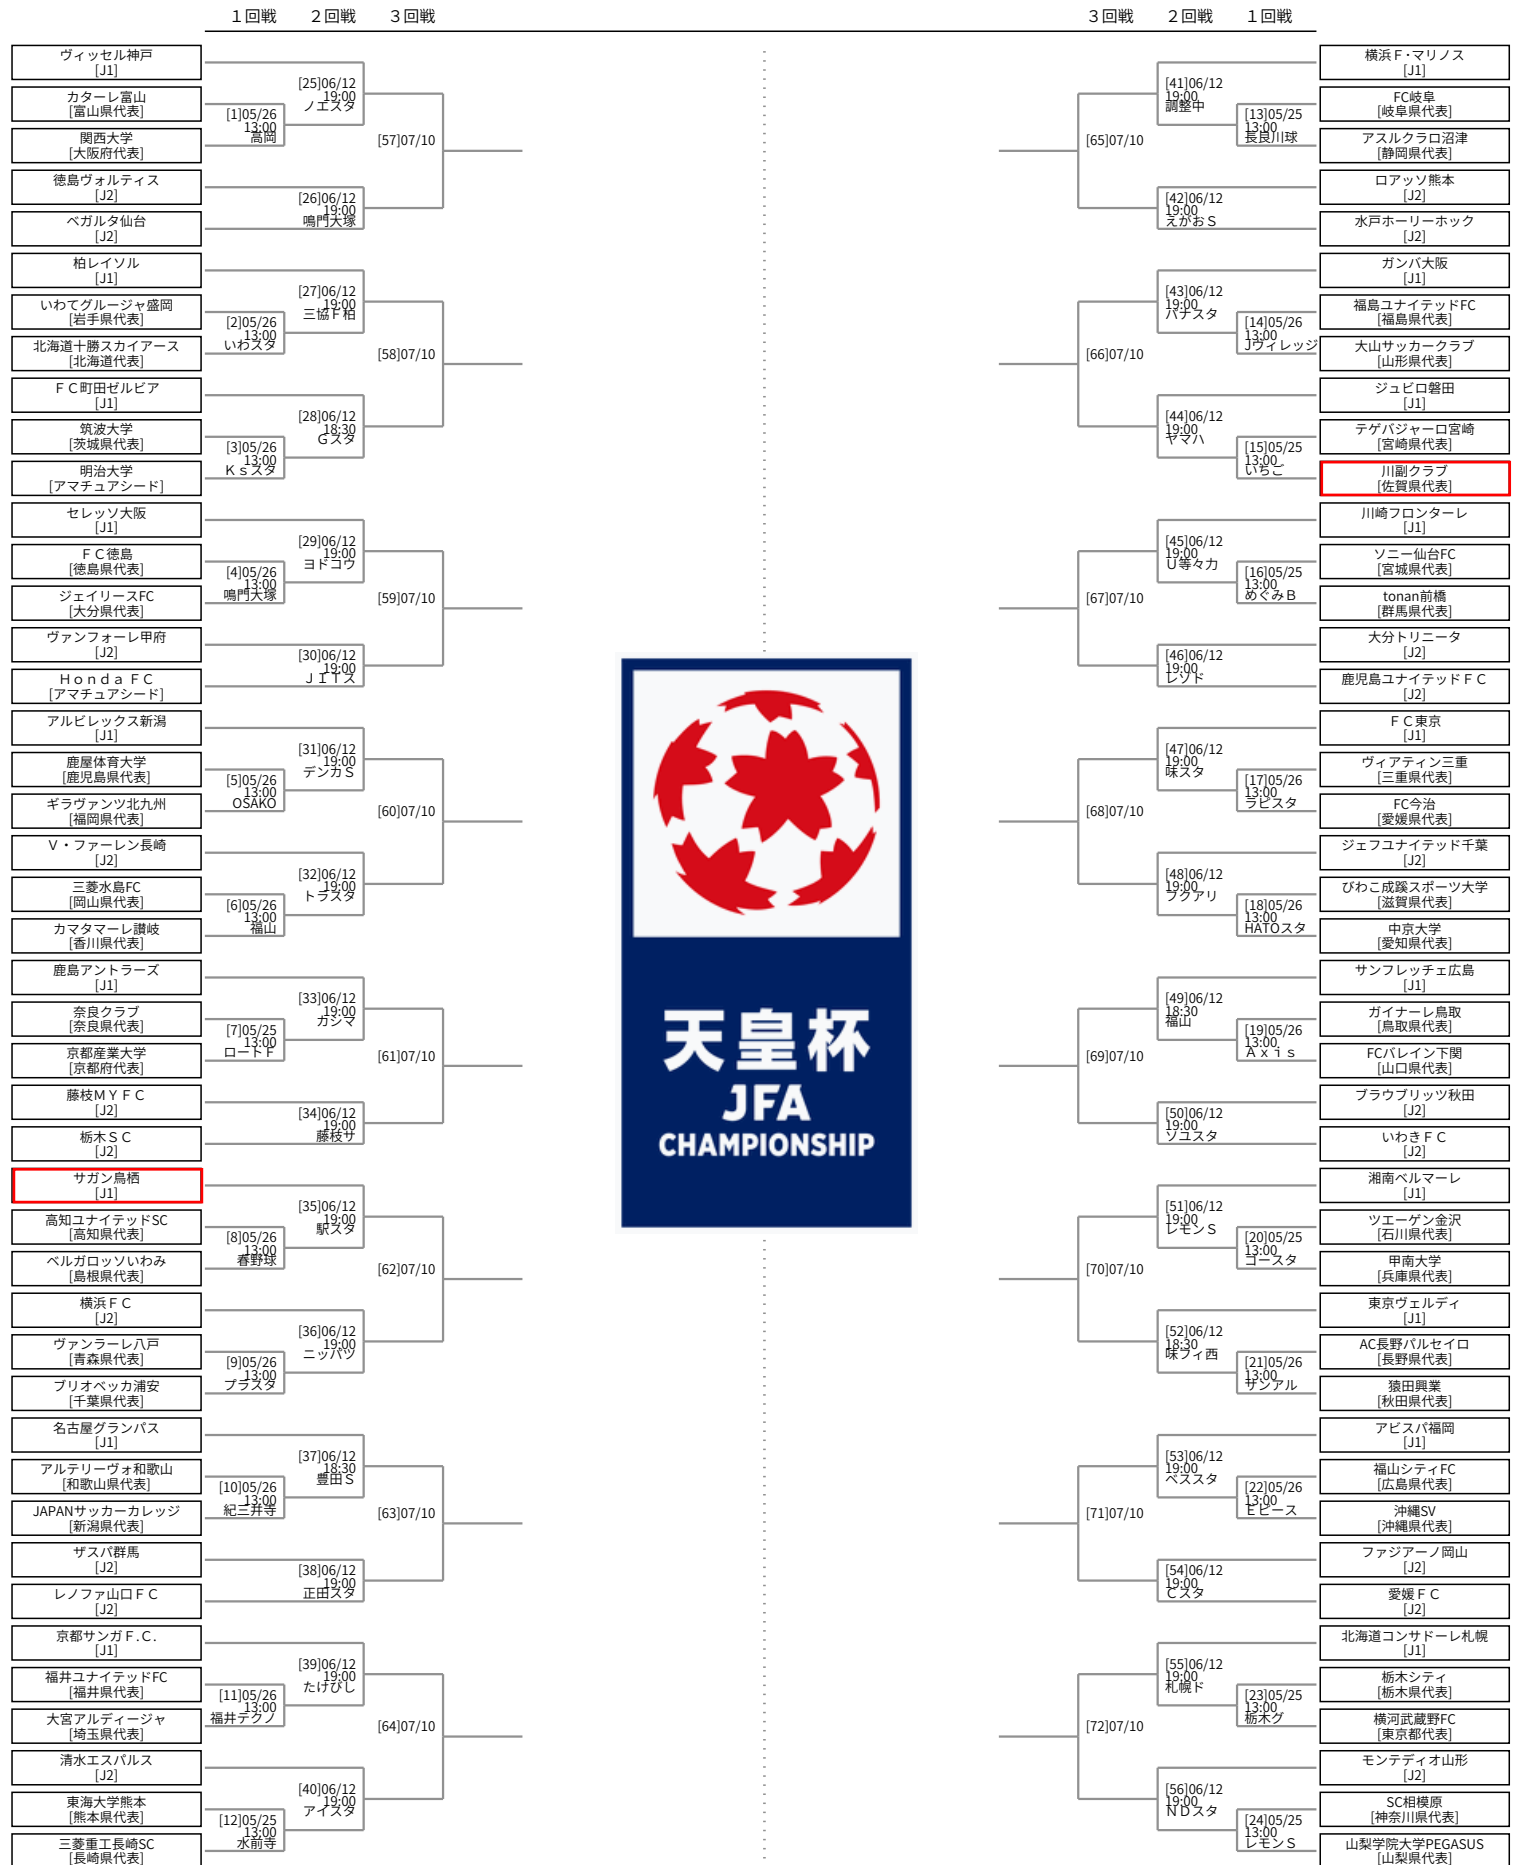 １回戦
２回戦
３回戦
３回戦
２回戦
１回戦
ヴィッセル神戸
[J1]
カターレ富山
[富山県代表]
関西大学
[大阪府代表]
徳島ヴォルティス
[J2]
ベガルタ仙台
[J2]
柏レイソル
[J1]
いわてグルージャ盛岡
[岩手県代表]
北海道十勝スカイアース
[北海道代表]
ＦＣ町田ゼルビア
[J1]
筑波大学
[茨城県代表]
明治大学
[アマチュアシード]
セレッソ大阪
[J1]
ＦＣ徳島
[徳島県代表]
ジェイリースFC
[大分県代表]
ヴァンフォーレ甲府
[J2]
Ｈｏｎｄａ ＦＣ
[アマチュアシード]
アルビレックス新潟
[J1]
鹿屋体育大学
[鹿児島県代表]
ギラヴァンツ北九州
[福岡県代表]
Ｖ・ファーレン長崎
[J2]
三菱水島FC
[岡山県代表]
カマタマーレ讃岐
[香川県代表]
鹿島アントラーズ
[J1]
奈良クラブ
[奈良県代表]
京都産業大学
[京都府代表]
藤枝ＭＹＦＣ
[J2]
栃木ＳＣ
[J2]
サガン鳥栖
[J1]
高知ユナイテッドSC
[高知県代表]
ベルガロッソいわみ
[島根県代表]
横浜ＦＣ
[J2]
ヴァンラーレ八戸
[青森県代表]
ブリオベッカ浦安
[千葉県代表]
名古屋グランパス
[J1]
アルテリーヴォ和歌山
[和歌山県代表]
JAPANサッカーカレッジ
[新潟県代表]
ザスパ群馬
[J2]
レノファ山口ＦＣ
[J2]
京都サンガＦ.Ｃ.
[J1]
福井ユナイテッドFC
[福井県代表]
大宮アルディージャ
[埼玉県代表]
清水エスパルス
[J2]
東海大学熊本
[熊本県代表]
三菱重工長崎SC
[長崎県代表]
[1]05/26
13:00
高岡
[2]05/26
13:00
いわスタ
[3]05/26
13:00
Ｋｓスタ
[4]05/26
13:00
鳴門大塚
[5]05/26
13:00
OSAKO
[6]05/26
13:00
福山
[7]05/25
13:00
ロートＦ
[8]05/26
13:00
春野球
[9]05/26
13:00
プラスタ
[10]05/26
13:00
紀三井寺
[11]05/26
13:00
福井テクノ
[12]05/25
13:00
水前寺
[25]06/12
19:00
ノエスタ
[26]06/12
19:00
鳴門大塚
[27]06/12
19:00
三協Ｆ柏
[28]06/12
18:30
Ｇスタ
[29]06/12
19:00
ヨドコウ
[30]06/12
19:00
ＪＩＴス
[31]06/12
19:00
デンカＳ
[32]06/12
19:00
トラスタ
[33]06/12
19:00
カシマ
[34]06/12
19:00
藤枝サ
[35]06/12
19:00
駅スタ
[36]06/12
19:00
ニッパツ
[37]06/12
18:30
豊田Ｓ
[38]06/12
19:00
正田スタ
[39]06/12
19:00
たけびし
[40]06/12
19:00
アイスタ
[57]07/10
[58]07/10
[59]07/10
[60]07/10
[61]07/10
[62]07/10
[63]07/10
[64]07/10
天皇杯
JFA
CHAMPIONSHIP
[65]07/10
[66]07/10
[67]07/10
[68]07/10
[69]07/10
[70]07/10
[71]07/10
[72]07/10
[41]06/12
19:00
調整中
[42]06/12
19:00
えがおＳ
[43]06/12
19:00
パナスタ
[44]06/12
19:00
ヤマハ
[45]06/12
19:00
Ｕ等々力
[46]06/12
19:00
レゾド
[47]06/12
19:00
味スタ
[48]06/12
19:00
フクアリ
[49]06/12
18:30
福山
[50]06/12
19:00
ソユスタ
[51]06/12
19:00
レモンＳ
[52]06/12
18:30
味フィ西
[53]06/12
19:00
ベススタ
[54]06/12
19:00
Ｃスタ
[55]06/12
19:00
札幌ド
[56]06/12
19:00
ＮＤスタ
[13]05/25
13:00
長良川球
[14]05/26
13:00
Jヴィレッジ
[15]05/25
13:00
いちご
[16]05/25
13:00
めぐみＢ
[17]05/26
13:00
ラピスタ
[18]05/26
13:00
HATOスタ
[19]05/26
13:00
Ａｘｉｓ
[20]05/25
13:00
ゴースタ
[21]05/26
13:00
サンアル
[22]05/26
13:00
Ｅピース
[23]05/25
13:00
栃木グ
[24]05/25
13:00
レモンＳ
横浜Ｆ･マリノス
[J1]
FC岐阜
[岐阜県代表]
アスルクラロ沼津
[静岡県代表]
ロアッソ熊本
[J2]
水戸ホーリーホック
[J2]
ガンバ大阪
[J1]
福島ユナイテッドFC
[福島県代表]
大山サッカークラブ
[山形県代表]
ジュビロ磐田
[J1]
テゲバジャーロ宮崎
[宮崎県代表]
川副クラブ
[佐賀県代表]
川崎フロンターレ
[J1]
ソニー仙台FC
[宮城県代表]
tonan前橋
[群馬県代表]
大分トリニータ
[J2]
鹿児島ユナイテッドＦＣ
[J2]
ＦＣ東京
[J1]
ヴィアティン三重
[三重県代表]
FC今治
[愛媛県代表]
ジェフユナイテッド千葉
[J2]
びわこ成蹊スポーツ大学
[滋賀県代表]
中京大学
[愛知県代表]
サンフレッチェ広島
[J1]
ガイナーレ鳥取
[鳥取県代表]
FCバレイン下関
[山口県代表]
ブラウブリッツ秋田
[J2]
いわきＦＣ
[J2]
湘南ベルマーレ
[J1]
ツエーゲン金沢
[石川県代表]
甲南大学
[兵庫県代表]
東京ヴェルディ
[J1]
AC長野パルセイロ
[長野県代表]
猿田興業
[秋田県代表]
アビスパ福岡
[J1]
福山シティFC
[広島県代表]
沖縄SV
[沖縄県代表]
ファジアーノ岡山
[J2]
愛媛ＦＣ
[J2]
北海道コンサドーレ札幌
[J1]
栃木シティ
[栃木県代表]
横河武蔵野FC
[東京都代表]
モンテディオ山形
[J2]
SC相模原
[神奈川県代表]
山梨学院大学PEGASUS
[山梨県代表]